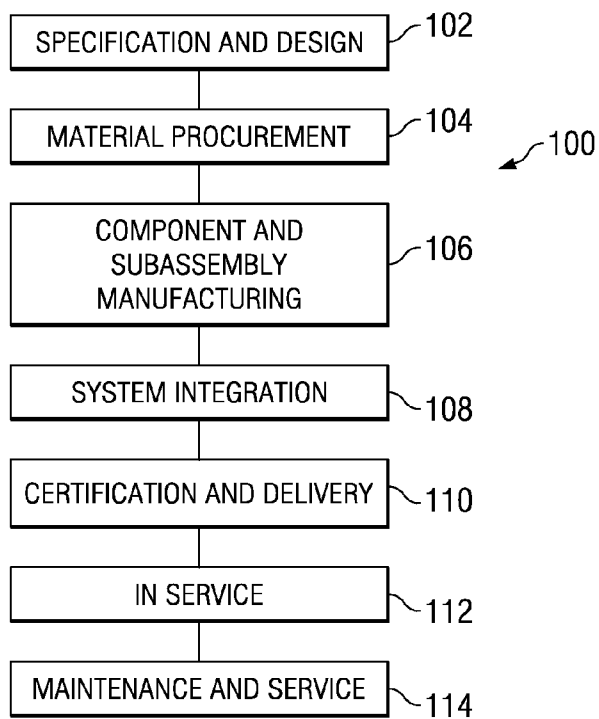 SPECIFICATION AND DESIGN
102
MATERIAL PROCUREMENT
104
100
COMPONENT AND
SUBASSEMBLY
MANUFACTURING
106
SYSTEM INTEGRATION
108
CERTIFICATION AND DELIVERY
110
IN SERVICE
112
MAINTENANCE AND SERVICE
114